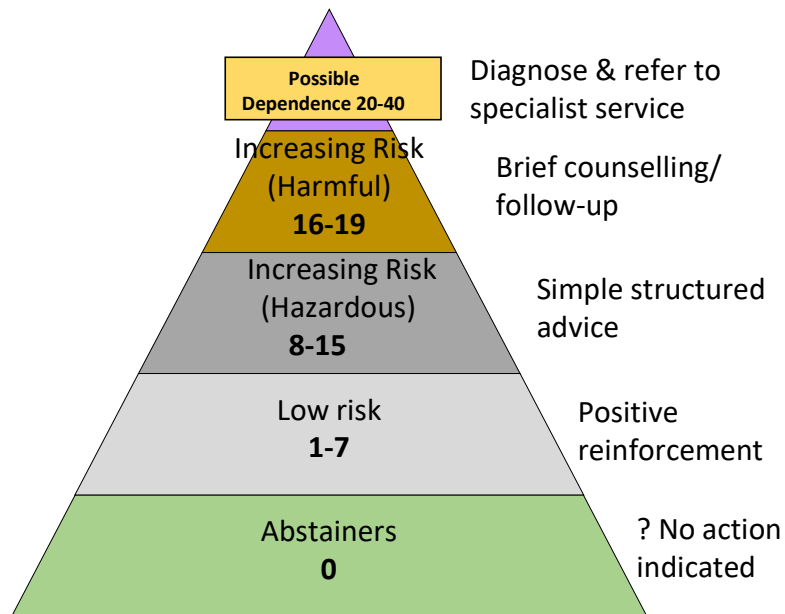 Possible
Dependence 20-40
Diagnose & refer to
specialist service
Increasing Risk
(Harmful)
16-19
Brief counselling/
follow-up
Increasing Risk
(Hazardous)
8-15
Simple structured
advice
Low risk
1-7
Positive
reinforcement
Abstainers
0
? No action
indicated